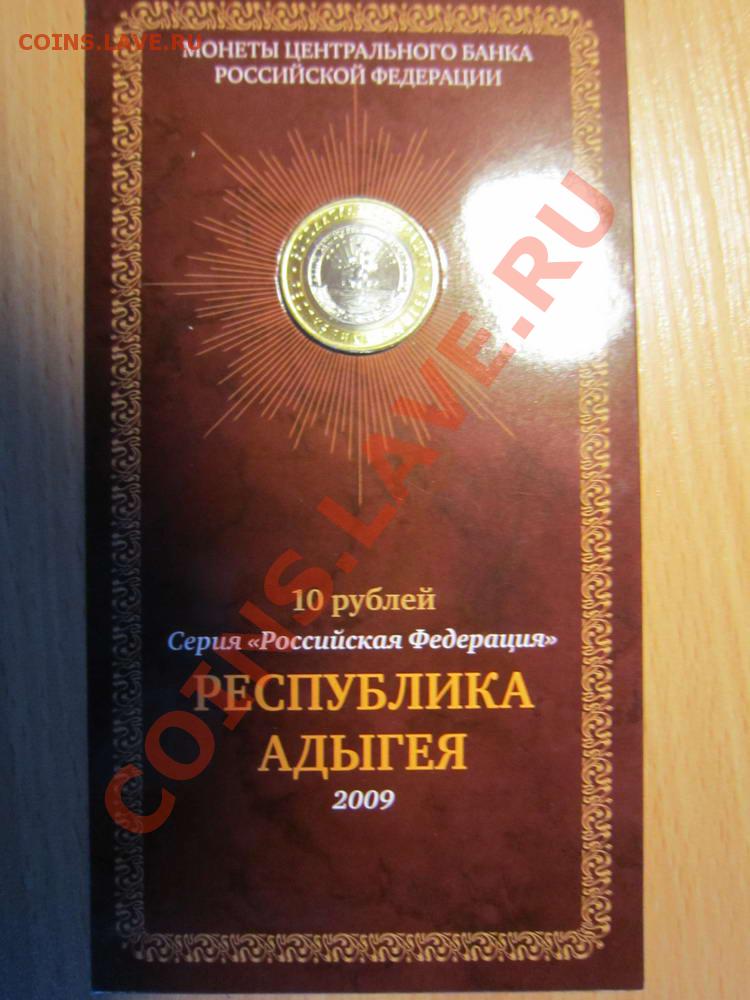 COINS.LAVE.RU
МОНЕТЫ ЦЕНТРАЛЬНОГО БАНКА
РОССИЙСКОЙ ФЕДЕРАЦИИ
COINS.LAVE.RU
10 рублей
Серия «Российская Федерация»
РЕСПУБЛИКА
АДЫГЕЯ
2009